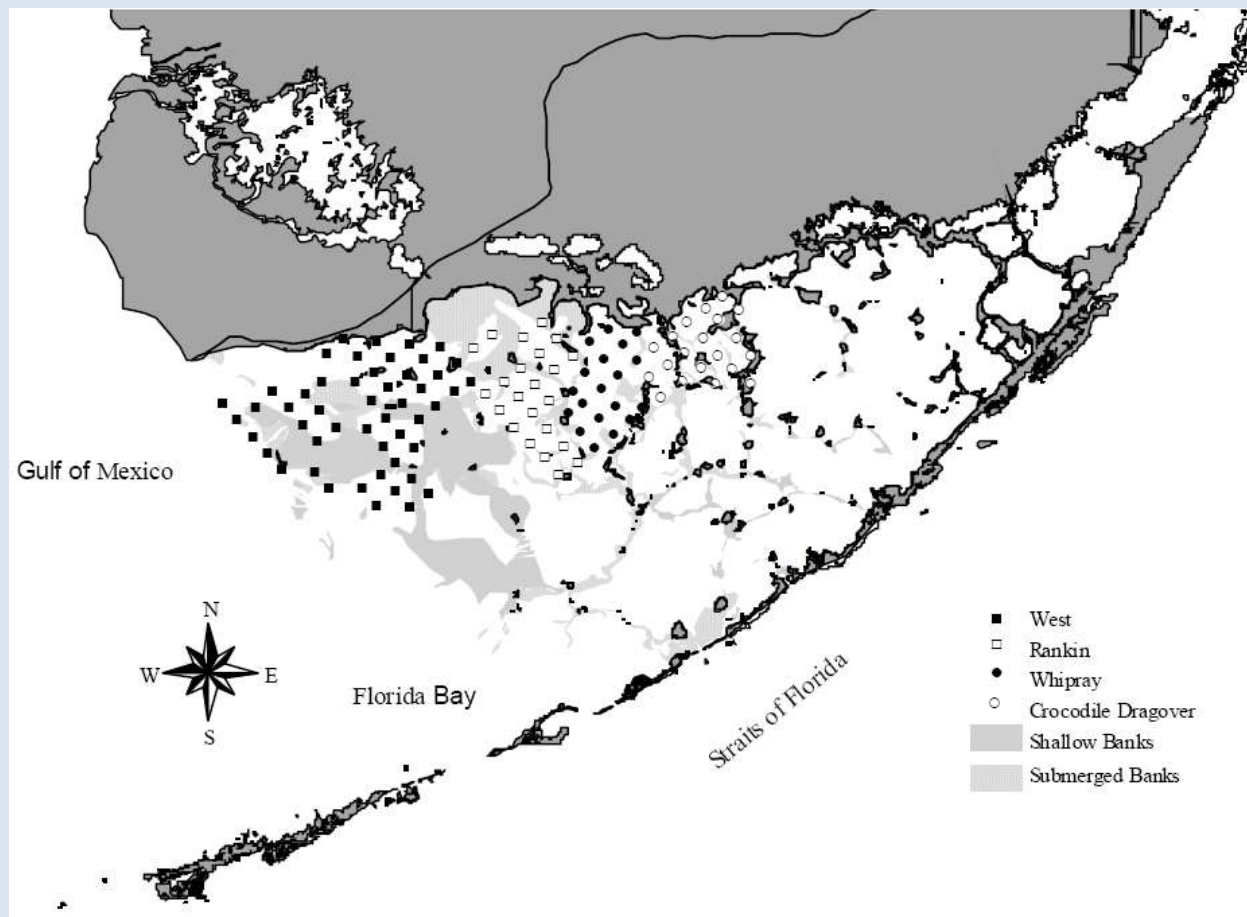 Gulf of Mexico
N
W
E
S
Florida Bay
Straits of Florida
West
Rankin
Whipray
Crocodile Dragover
Shallow Banks
Submerged Banks